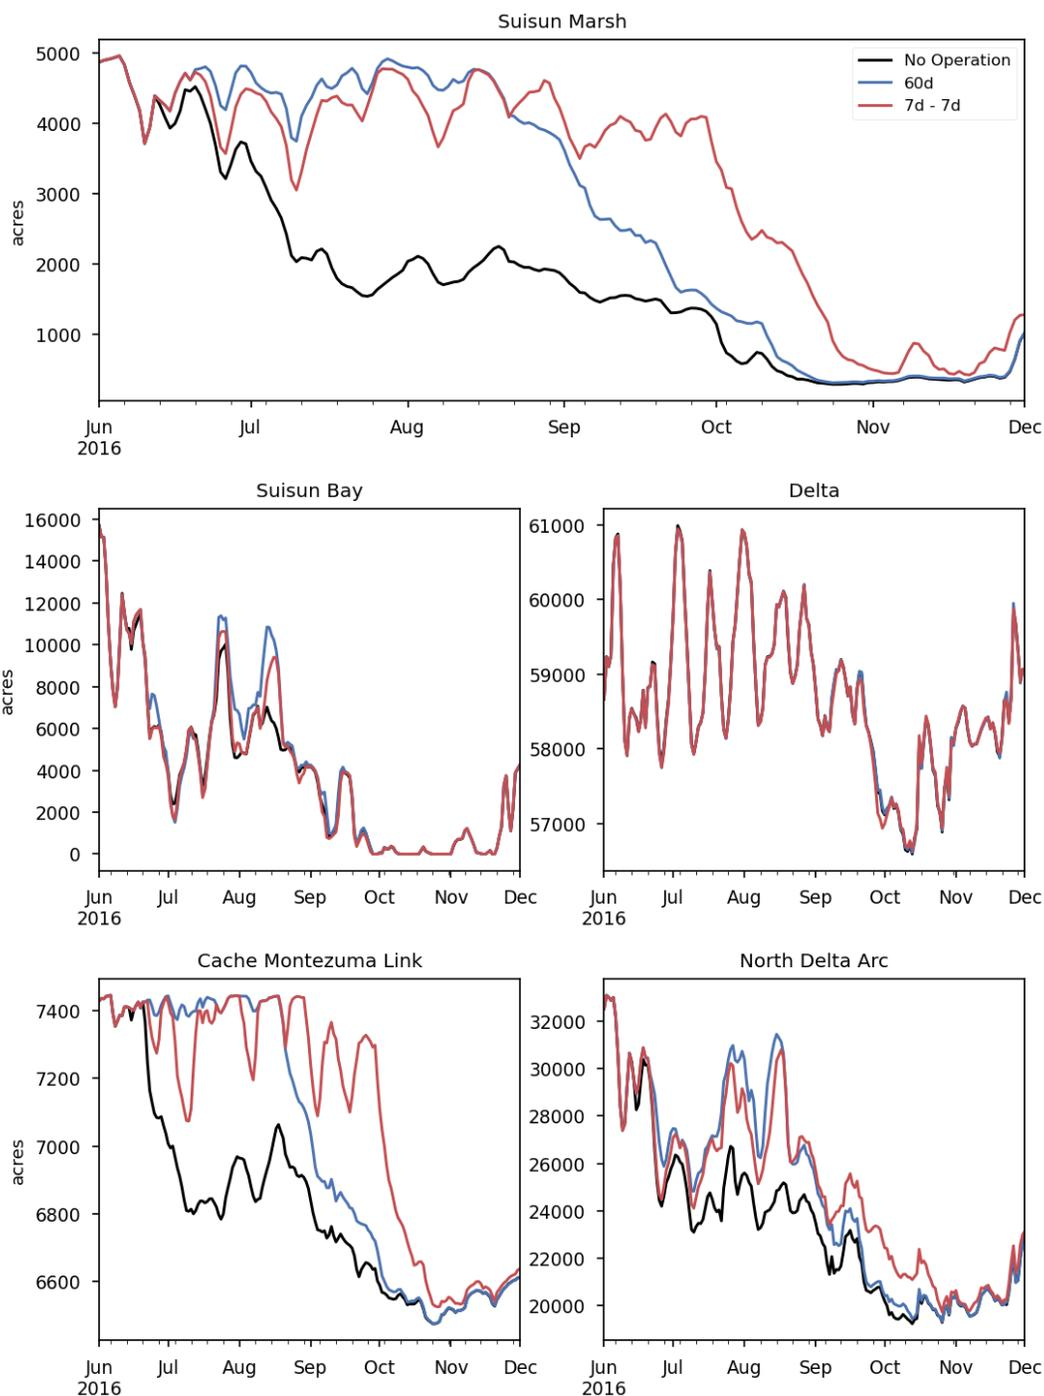 Suisun Marsh
5000
4000
3000
2000
1000
acres
No Operation
60d
7d - 7d
Jun Jul Aug Sep Oct Nov Dec
2016
Suisun Bay
16000
14000
12000
10000
8000
6000
4000
2000
0
acres
Jun Jul Aug Sep Oct Nov Dec
2016
Delta
61000
60000
59000
58000
57000
Jun Jul Aug Sep Oct Nov Dec
2016
Cache Montezuma Link
7400
7200
7000
6800
6600
acres
Jun Jul Aug Sep Oct Nov Dec
2016
North Delta Arc
32000
30000
28000
26000
24000
22000
20000
Jun Jul Aug Sep Oct Nov Dec
2016